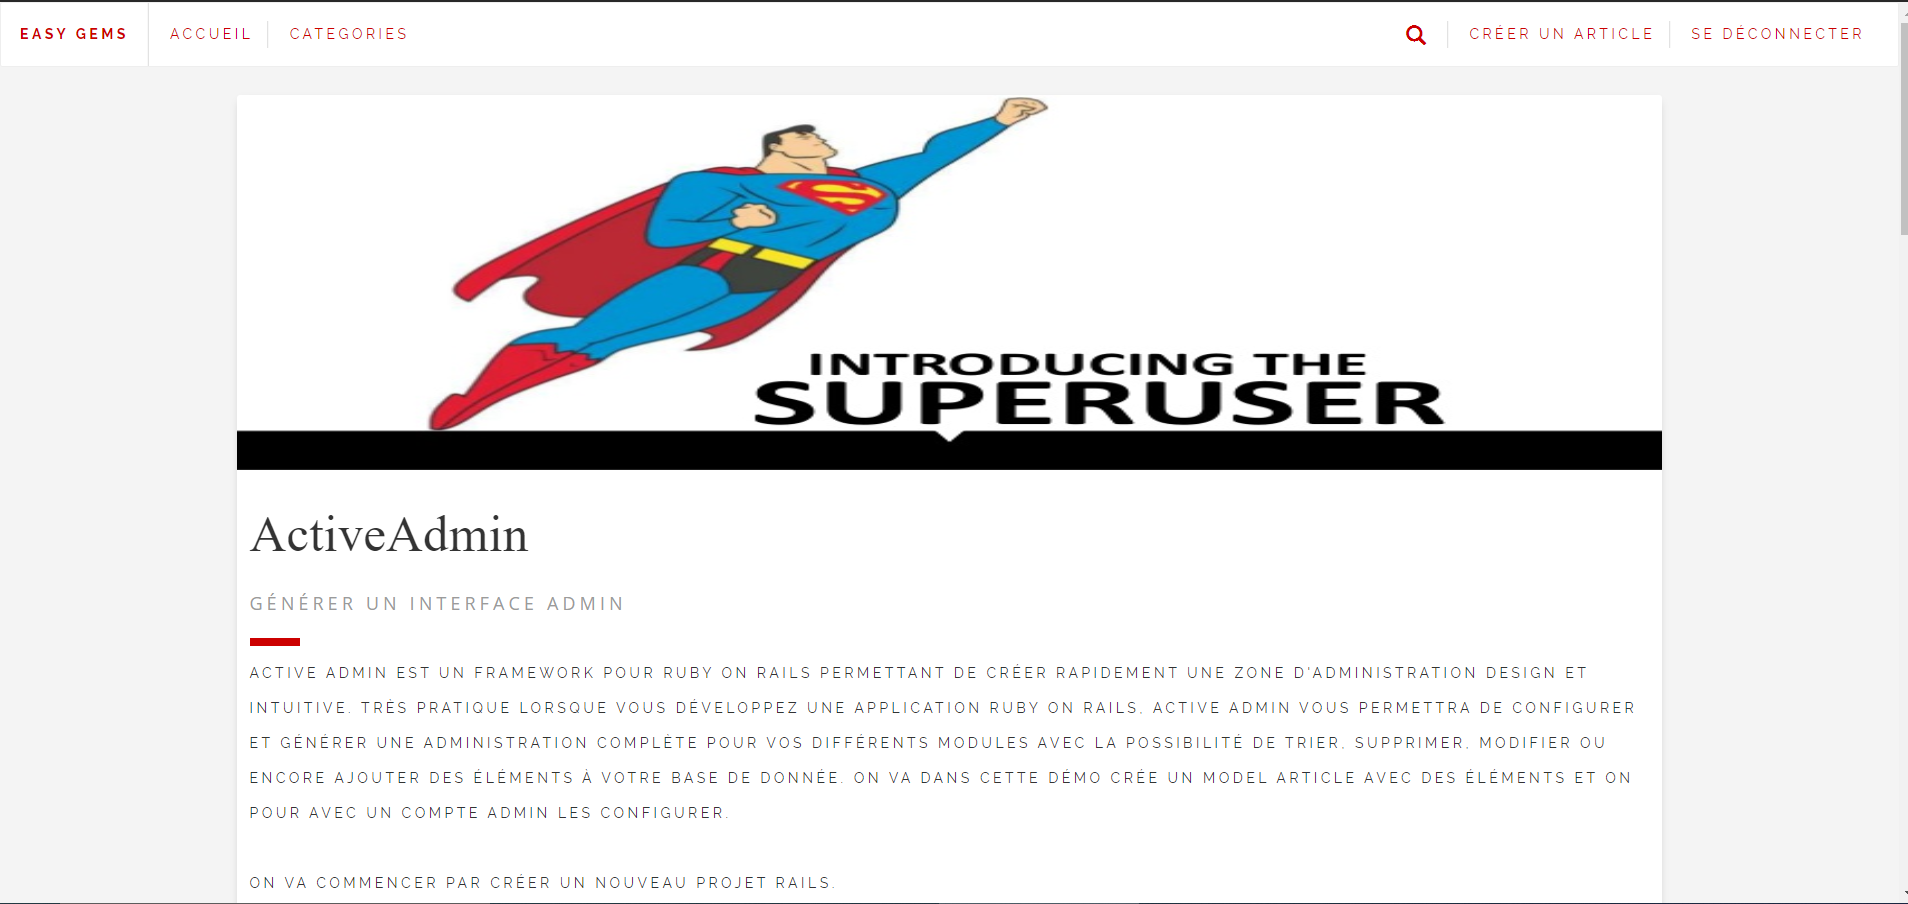 EASY GEMS ACCUEIL CATEGORIES CRÉER UN ARTICLE SE DÉCONNECTER
S
INTRODUCING THE
SUPERUSER
ActiveAdmin
GÉNÉRER UN INTERFACE ADMIN
ACTIVE ADMIN EST UN FRAMEWORK POUR RUBY ON RAILS PERMETTANT DE CRÉER RAPIDEMENT UNE ZONE D'ADMINISTRATION DESIGN ET
INTUITIVE. TRÈS PRATIQUE LORSQUE VOUS DÉVELOPPEZ UNE APPLICATION RUBY ON RAILS, ACTIVE ADMIN VOUS PERMETTRA DE CONFIGURER
ET GÉNÉRER UNE ADMINISTRATION COMPLÈTE POUR VOS DIFFÉRENTS MODULES AVEC LA POSSIBILITÉ DE TRIER, SUPPRIMER, MODIFIER OU
ENCORE AJOUTER DES ÉLÉMENTS À VOTRE BASE DE DONNÉE. ON VA DANS CETTE DÉMO CRÉE UN MODEL ARTICLE AVEC DES ÉLÉMENTS ET ON
POUR AVEC UN COMPTE ADMIN LES CONFIGURER.
ON VA COMMENCER PAR CRÉER UN NOUVEAU PROJET RAILS.